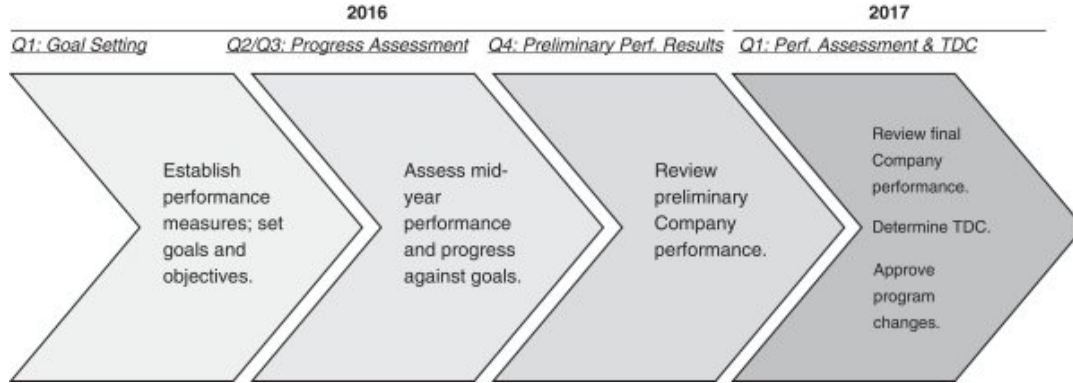 2016
2017
Q1: Goal Setting
Q2/Q3: Progress Assessment
Q4: Preliminary Perf. Results
Q1: Perf. Assessment & TDC
Establish
performance
measures; set
goals and
objectives.
Assess mid-
year
performance
and progress
against goals.
Review
preliminary
Company
performance.
Review final
Company
performance.
Determine TDC.
Approve
program
changes.